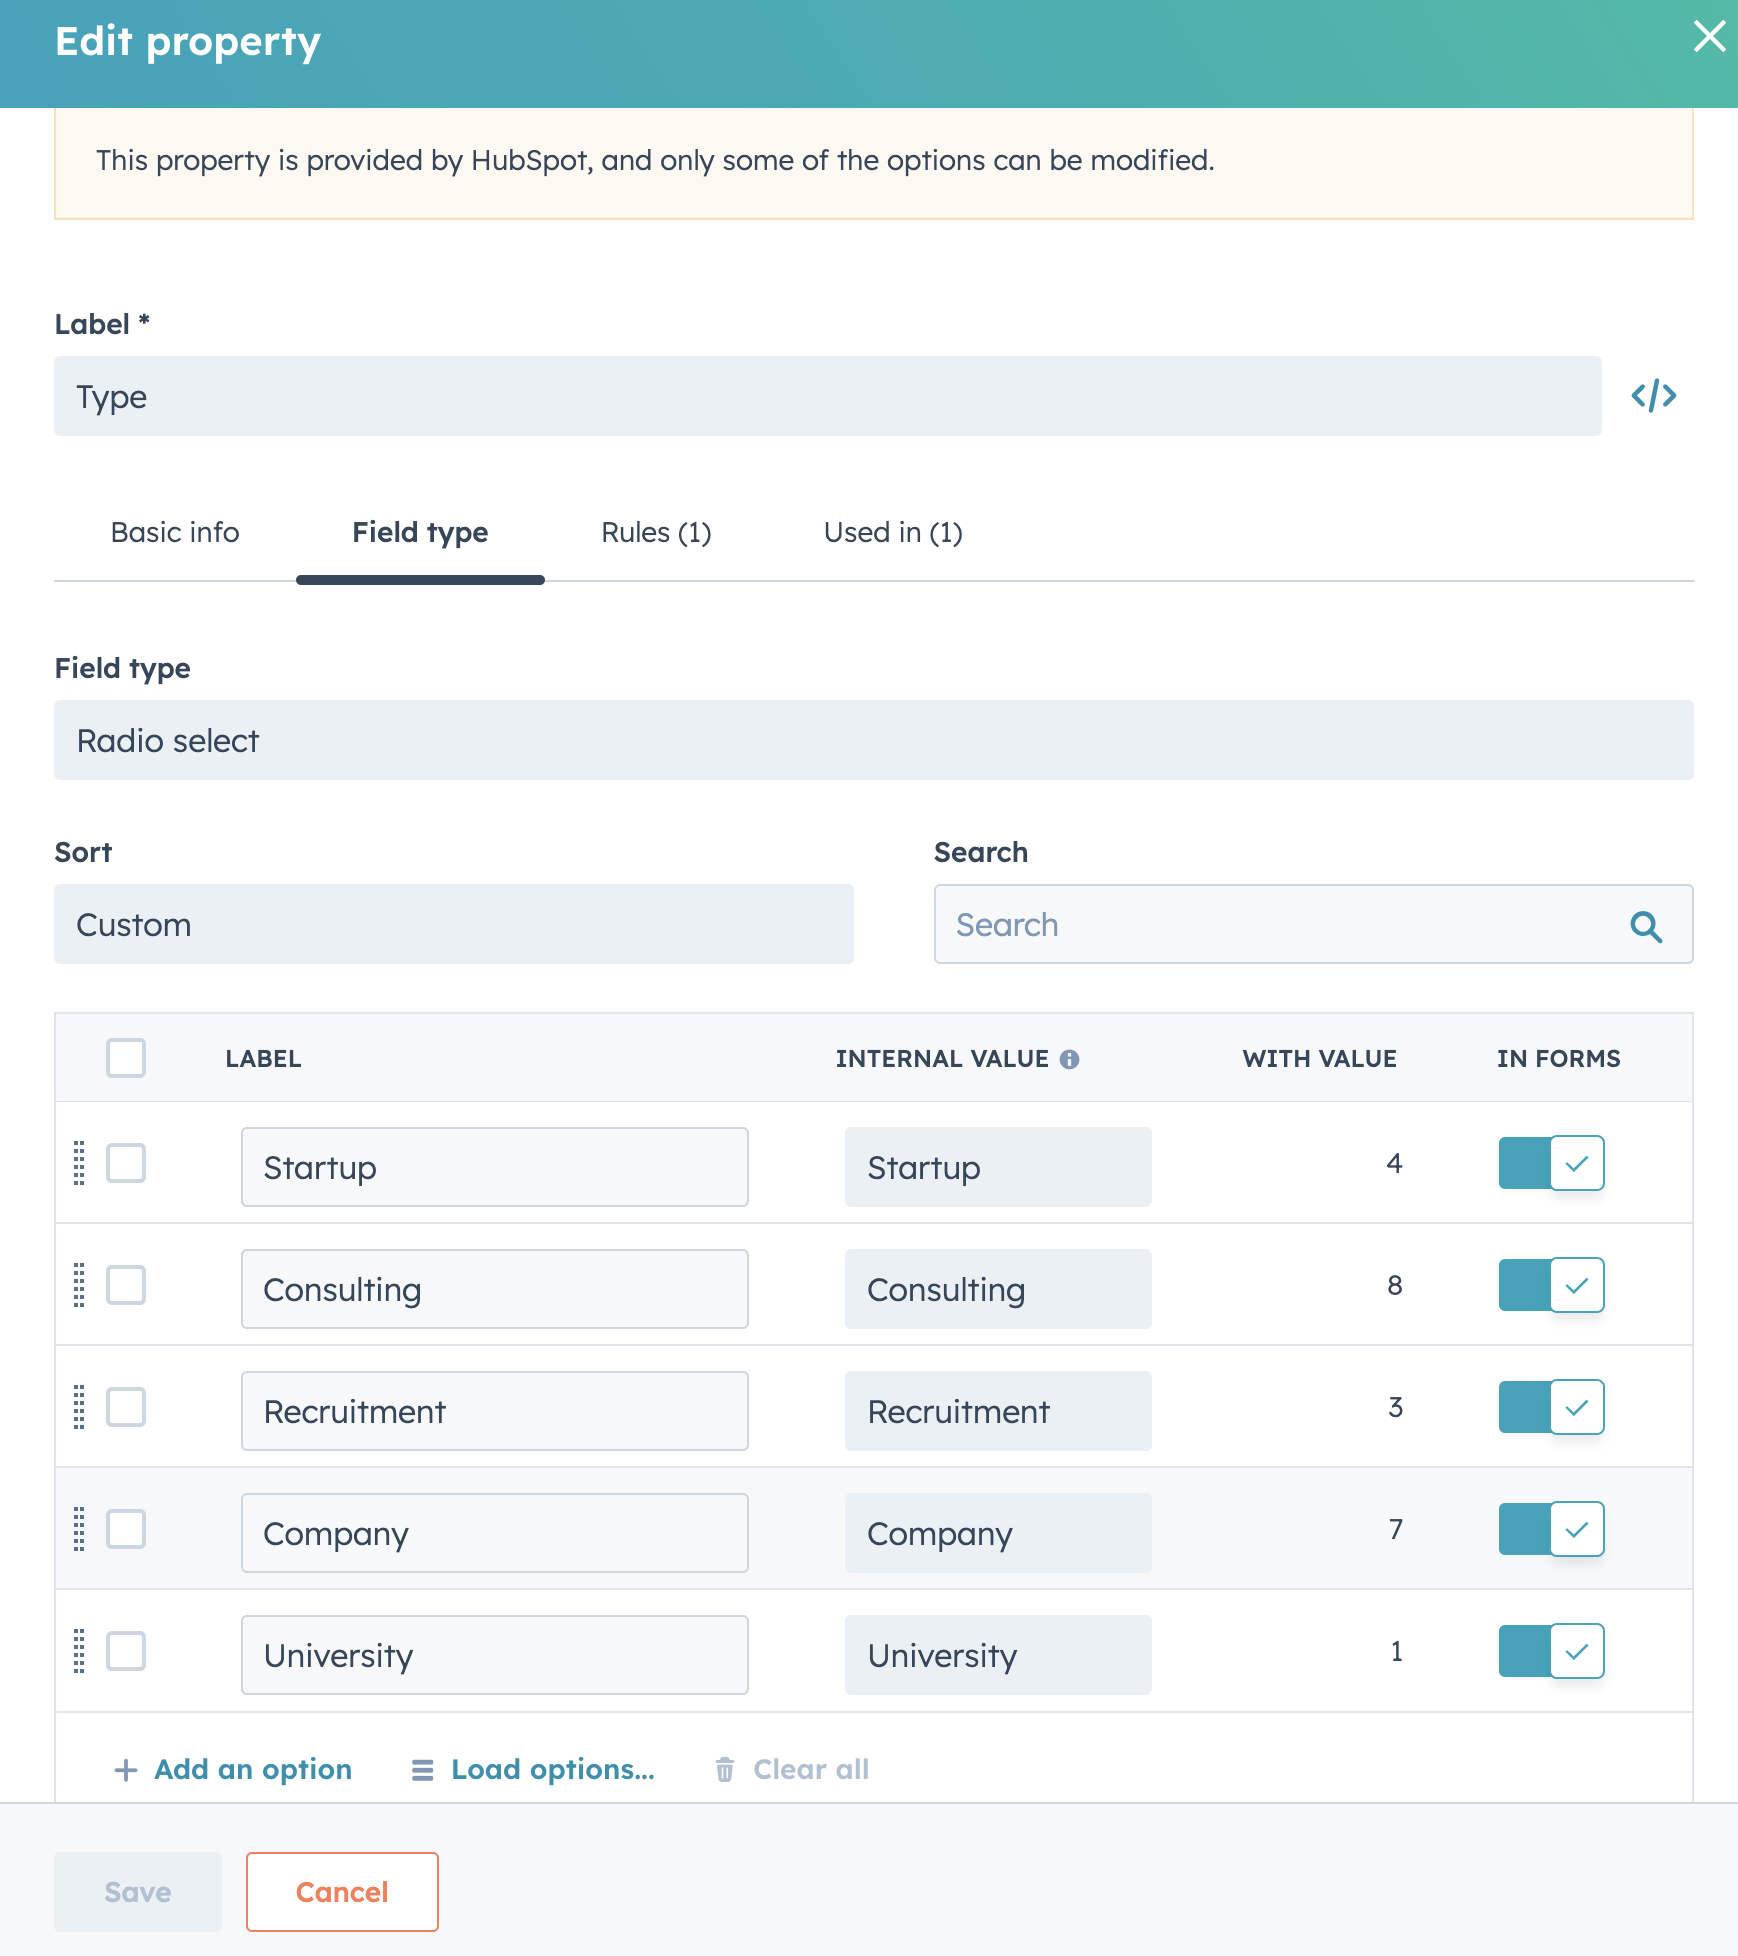 Edit property
This property is provided by HubSpot, and only some of the options can be modified.
Label *
Type
Basic info Field type Rules (1) Used in (1)
Field type
Radio select
Sort Search
Custom Search
LABEL INTERNAL VALUE WITH VALUE IN FORMS
Startup Startup 4
Consulting Consulting 8
Recruitment Recruitment 3
Company Company 7
University University 1
Add an option Load options... Clear all
Save Cancel